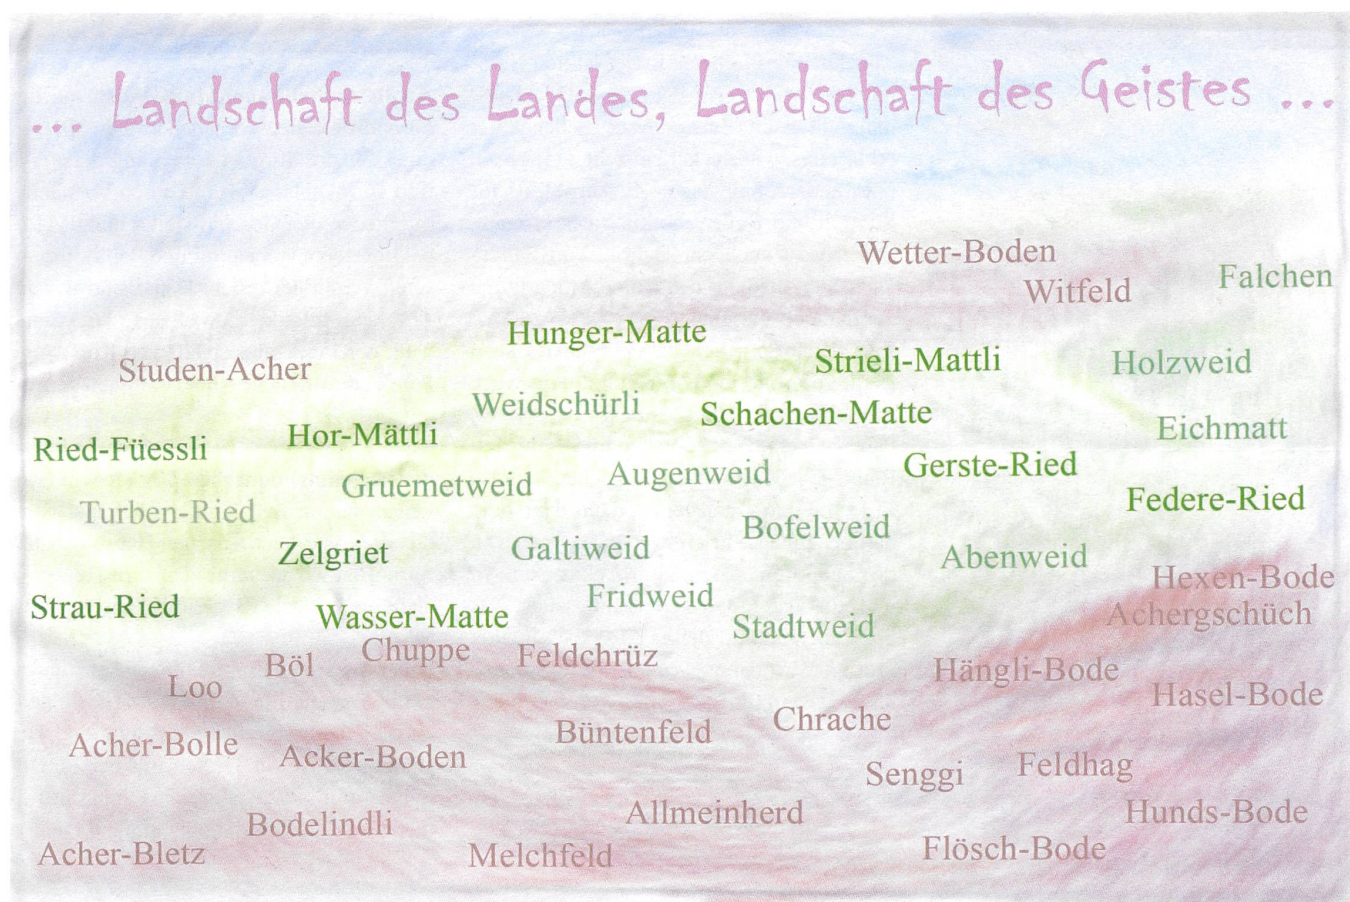 ... Landschaft des Landes, Landschaft des Geistes ...
Wetter-Boden
Witfeld
Falchen
Hunger-Matte
Studen-Acher
Strieli-Mattli
Holzweid
Weidschürli
Schachen-Matte
Ried-Füessli
Hor-Mättli
Eichmatt
Gruemetweid
Augenweid
Gerste-Ried
Turben-Ried
Federe-Ried
Zelgriet
Galtiweid
Bofelweid
Abenweid
Hexen-Bode
Strau-Ried
Wasser-Matte
Fridweid
Stadtweid
Achergschüch
Loo
Böl
Chuppe
Feldchrüz
Hängli-Bode
Hasel-Bode
Acher-Bolle
Acker-Boden
Büntenfeld
Chrache
Senggi
Feldhag
Bodelindli
Allmeinherd
Hunds-Bode
Acher-Bletz
Melchfeld
Flösch-Bode